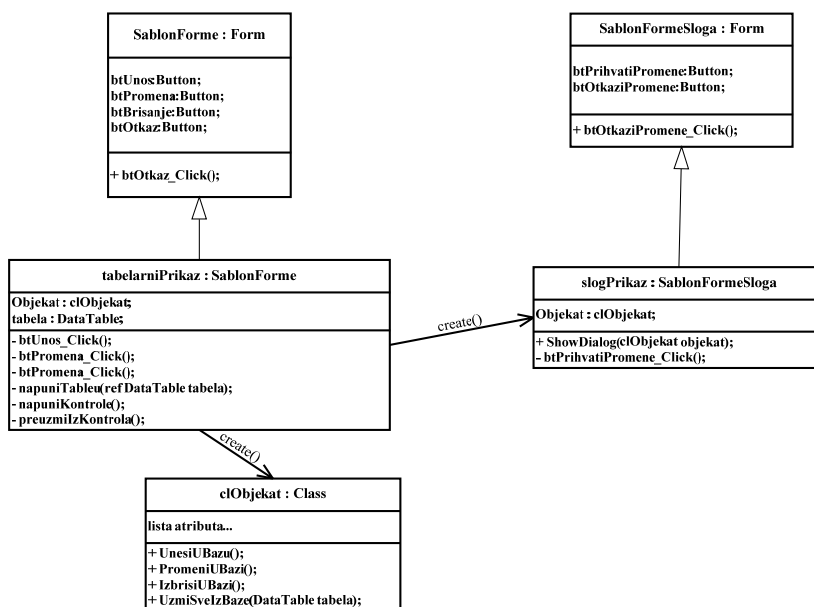 SablonForme : Form
btUnos:Button;
btPromena:Button;
btBrisanje:Button;
btOtkaz:Button;
+ btOtkaz_Click();
SablonFormeSloga : Form
btPrihvatiPromene:Button;
btOtkaziPromene:Button;
+ btOtkaziPromene_Click();
tabelarniPrikaz : SablonForme
Objekat : clObjekat;
tabela : DataTable;
- btUnos_Click();
- btPromena_Click();
- btPromena_Click();
- napuniTableu(ref DataTable tabela);
- napuniKontrole();
- preuzmiIzKontrola();
create()
slogPrikaz : SablonFormeSloga
Objekat : clObjekat;
+ ShowDialog(clObjekat objekat);
- btPrihvatiPromene_Click();
create()
clObjekat : Class
lista atributa...
+ UnesiUBazu();
+ PromeniUBazi();
+ IzbrisiUBazi();
+ UzmiSveIzBaze(DataTable tabela);